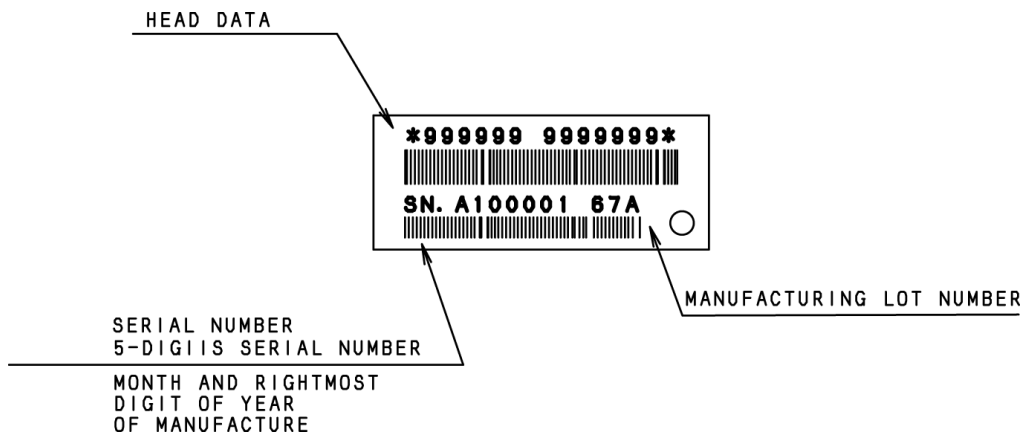 HEAD DATA
*999999 9999999*
SN. A100001 67A
MANUFACTURING LOT NUMBER
SERIAL NUMBER
5-DIGIIS SERIAL NUMBER
MONTH AND RIGHTMOST
DIGIT OF YEAR
OF MANUFACTURE